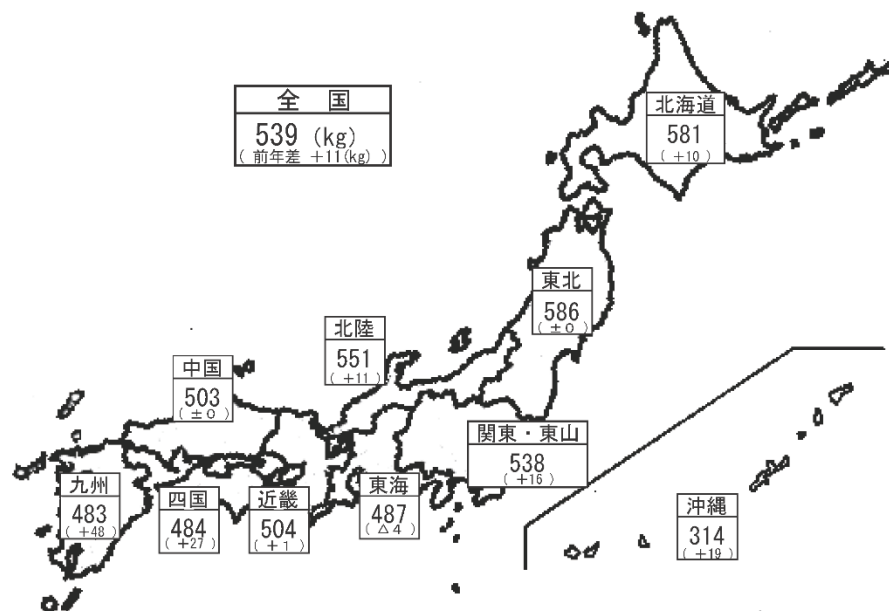 全 国
539 (kg)
( 前年差 +11(kg) )
北海道
581
( +10 )
東北
586
( ±0 )
北陸
551
( +11 )
中国
503
( ±0 )
関東・東山
538
( +16 )
九州
483
( +48 )
四国
484
( +27 )
近畿
504
( +1 )
東海
487
( △4 )
沖縄
314
( +19 )